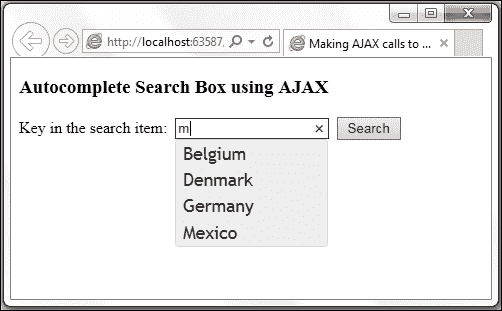 http://localhost:63587,
Making AJAX calls to ...
Autocomplete Search Box using AJAX
Key in the search item: m Search
Belgium
Denmark
Germany
Mexico